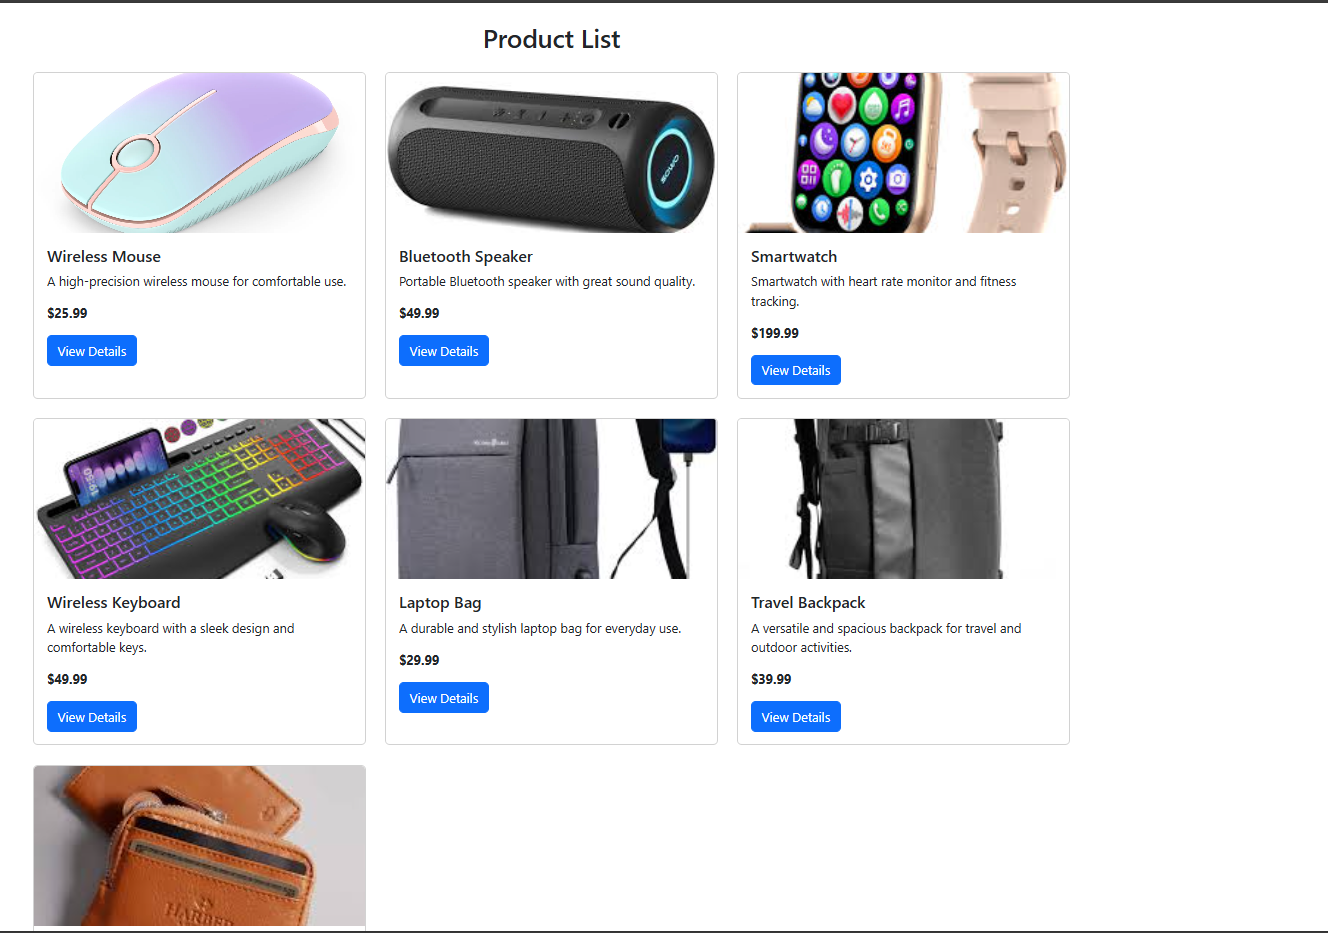 Product List
SOWO
Wireless Mouse
A high-precision wireless mouse for comfortable use.
$25.99
View Details
Bluetooth Speaker
Portable Bluetooth speaker with great sound quality.
$49.99
View Details
Smartwatch
Smartwatch with heart rate monitor and fitness
tracking.
$199.99
View Details
19:50
Wireless Keyboard
A wireless keyboard with a sleek design and
comfortable keys.
$49.99
View Details
Laptop Bag
A durable and stylish laptop bag for everyday use.
$29.99
View Details
Travel Backpack
A versatile and spacious backpack for travel and
outdoor activities.
$39.99
View Details
HARBER